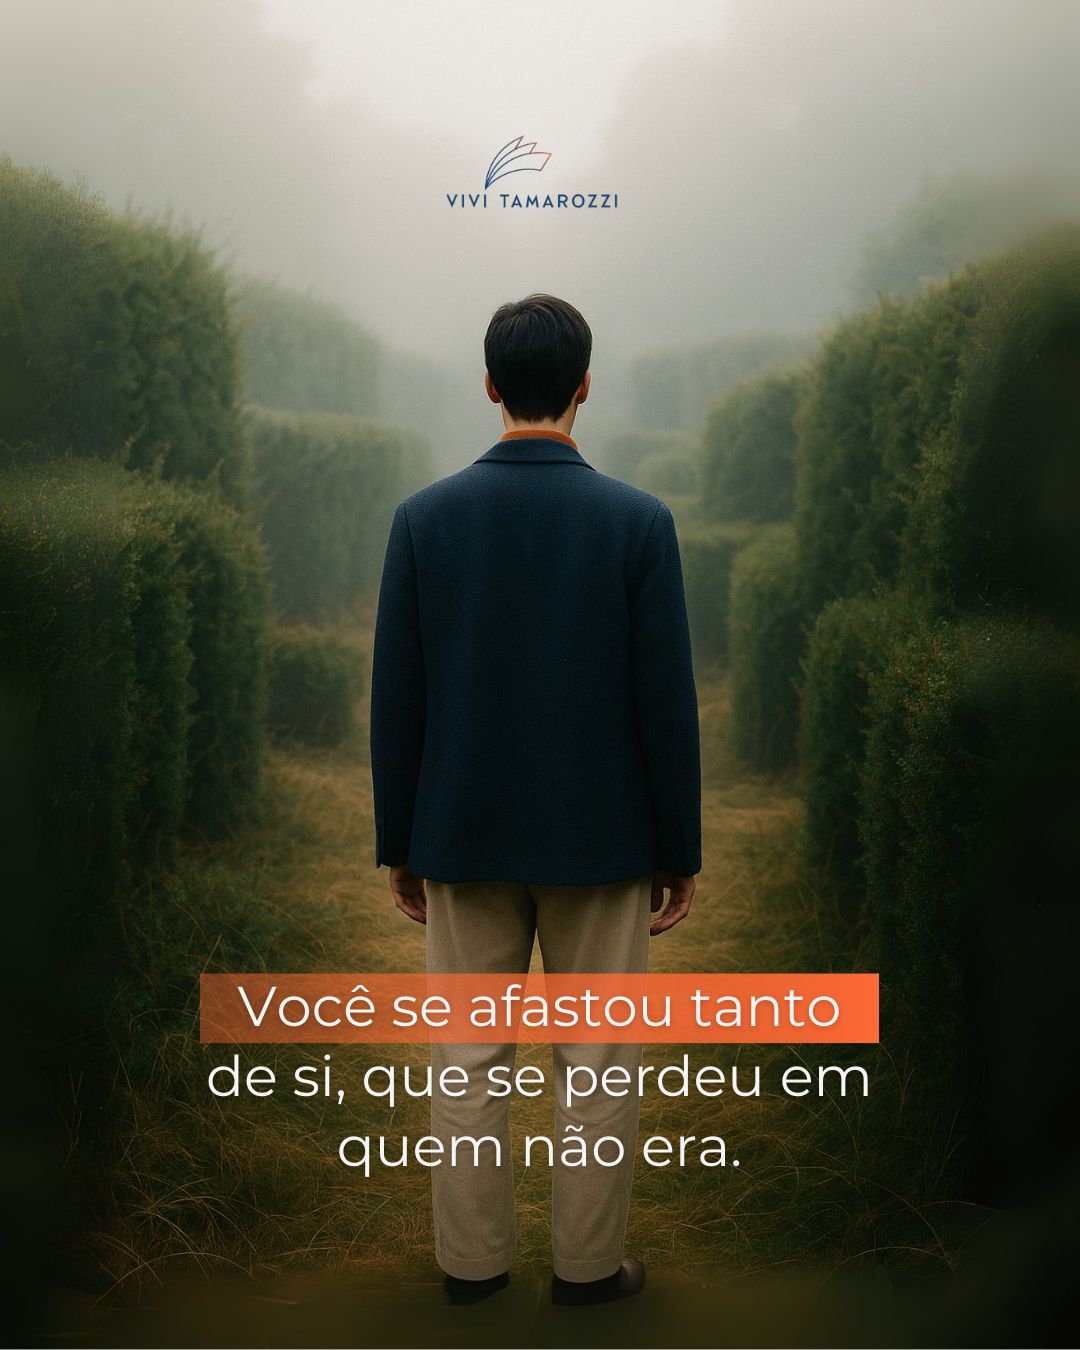 VIVI TAMAROZZI
Você se afastou tanto
de si, que se perdeu em
quem não era.